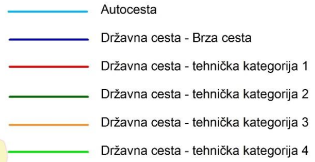 Autocesta
Državna cesta - Brza cesta
Državna cesta - tehnička kategorija 1
Državna cesta - tehnička kategorija 2
Državna cesta - tehnička kategorija 3
Državna cesta - tehnička kategorija 4